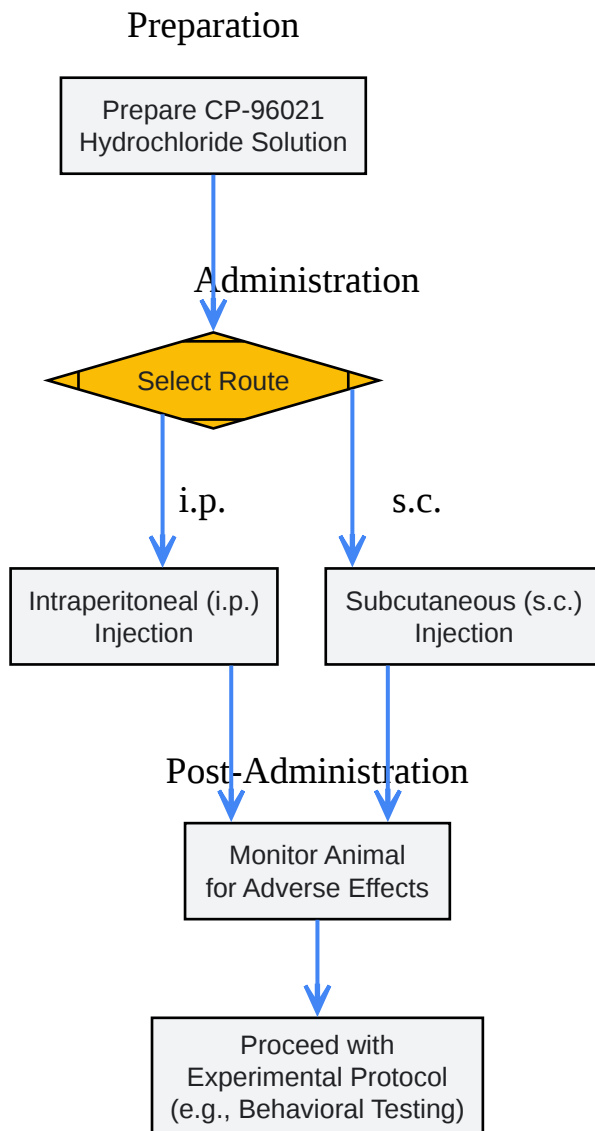 Preparation
Prepare CP-96021
Hydrochloride Solution
Administration
Select Route
i.p.
s.c.
Intraperitoneal (i.p.)
Injection
Subcutaneous (s.c.)
Injection
Post-Administration
Monitor Animal
for Adverse Effects
Proceed with
Experimental Protocol
(e.g., Behavioral Testing)